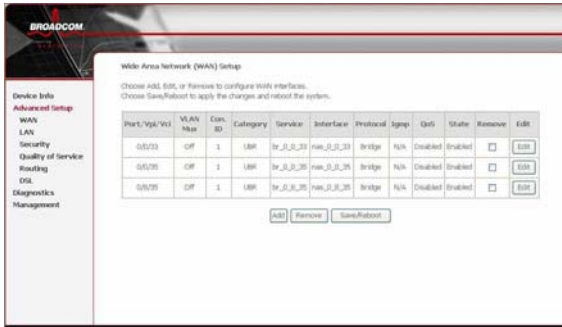 BROADCOM
Wide Area Network (WAN) Setup
Choose Add, Edit, or Remove to configure WAN interfaces.
Choose Save/Reboot to apply the changes and reboot the system.
Device Info
Advanced Setup
WAN
LAN
Security
Quality of Service
Routing
DSL
Diagnostics
Management
Port/Vpi/Vci VLAN Mux Con. ID Category Service Interface Protocol Igmp QoS State Remove Edit
0/0/33 Off 1 UBR br_0_0_33 nas_0_0_33 Bridge N/A Disabled Enabled Edit
0/0/35 Off 1 UBR br_0_0_35 nas_0_0_35 Bridge N/A Disabled Enabled Edit
0/8/35 Off 1 UBR br_0_8_35 nas_0_8_35 Bridge N/A Disabled Enabled Edit
Add Remove Save/Reboot